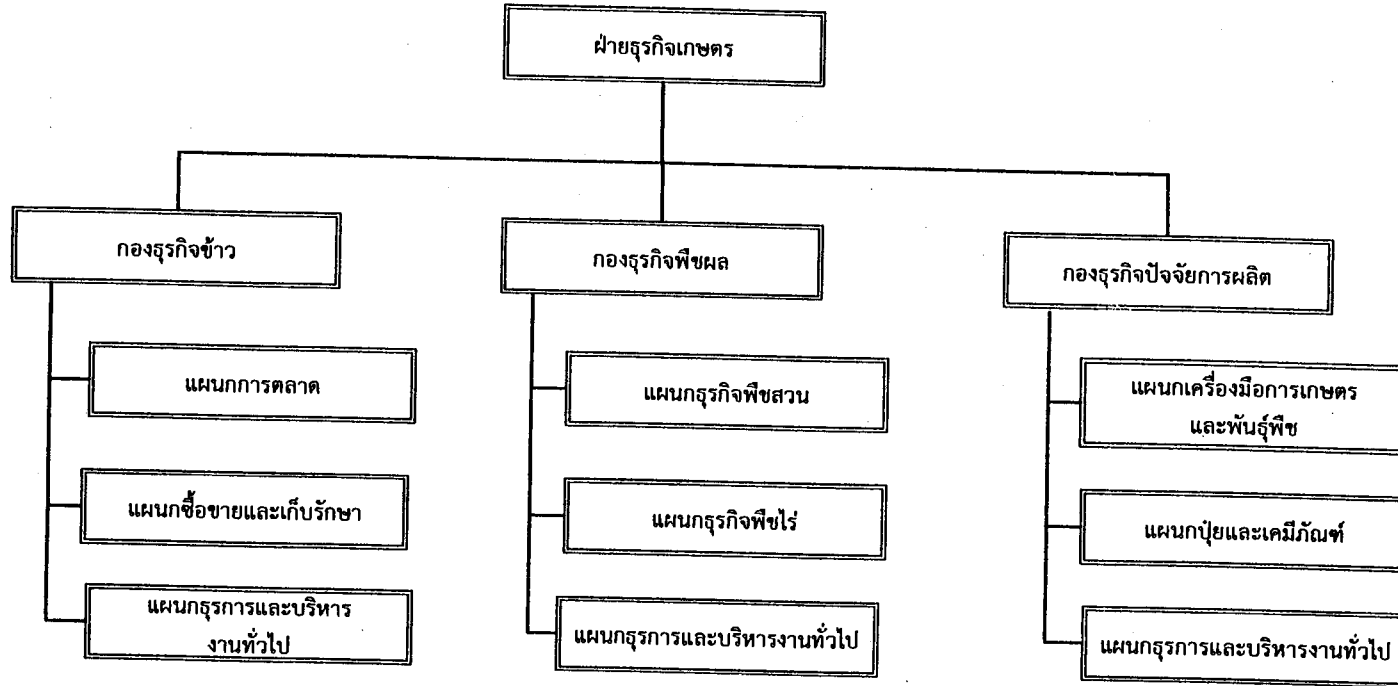 ฝ่ายธุรกิจเกษตร
กองธุรกิจข้าว
แผนกการตลาด
แผนกซื้อขายและเก็บรักษา
แผนกธุรการและบริหาร
งานทั่วไป
กองธุรกิจพืชผล
แผนกธุรกิจพืชสวน
แผนกธุรกิจพืชไร่
แผนกธุรการและบริหารงานทั่วไป
กองธุรกิจปัจจัยการผลิต
แผนกเครื่องมือการเกษตร
และพันธุ์พืช
แผนกปุ๋ยและเคมีภัณฑ์
แผนกธุรการและบริหารงานทั่วไป